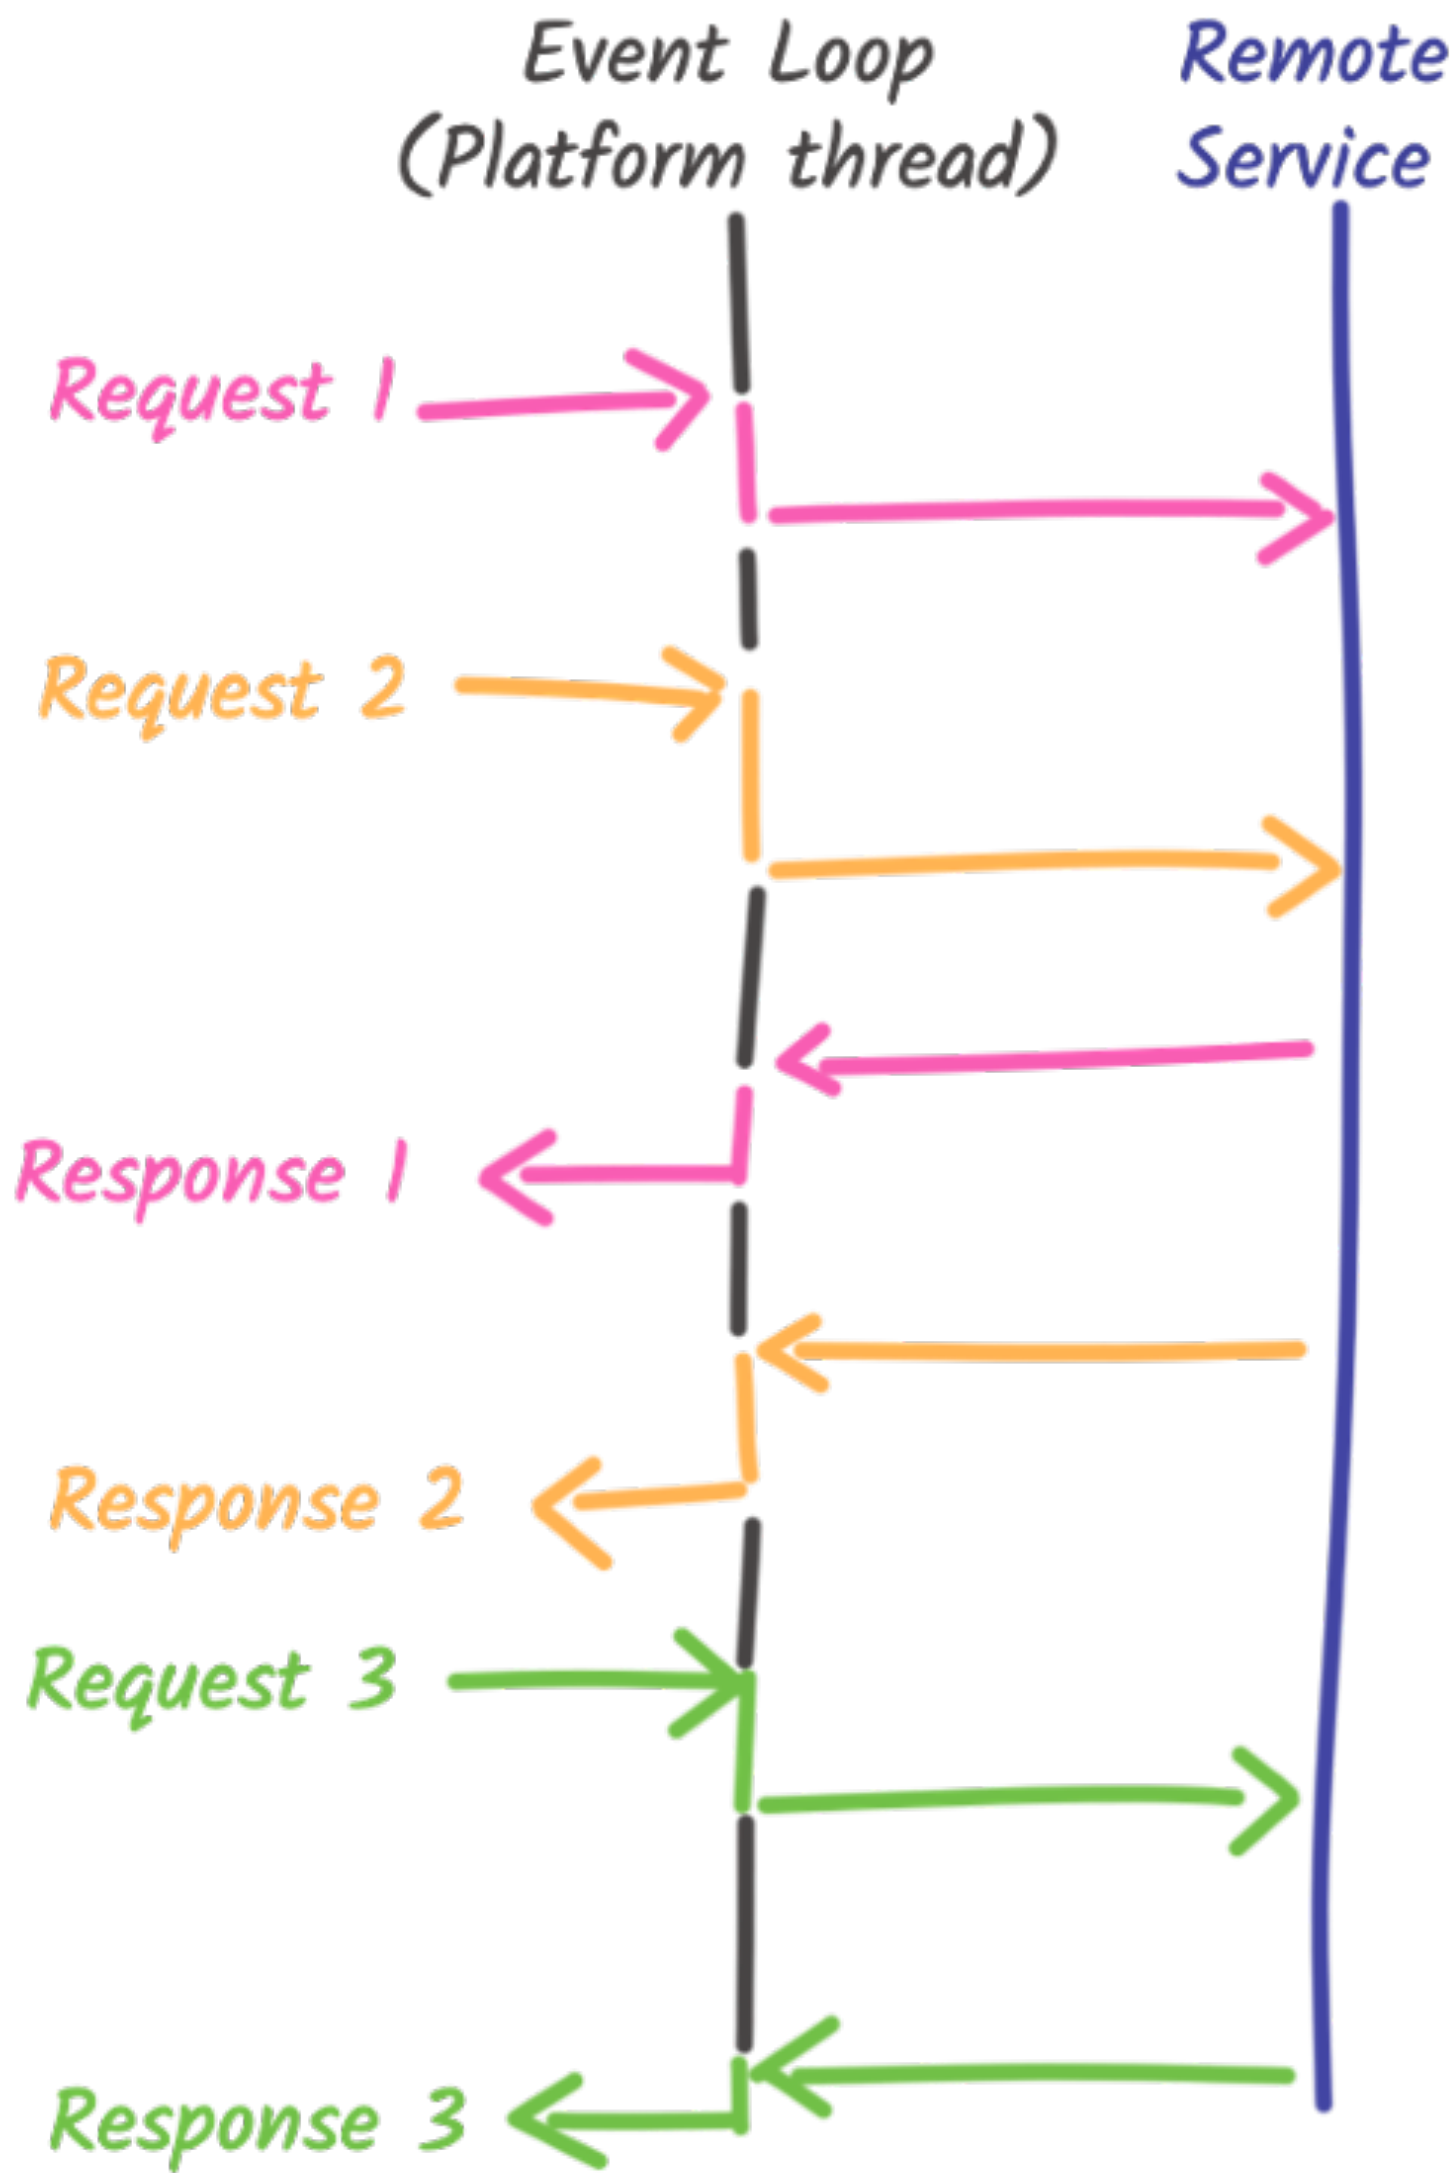 Event Loop
(Platform thread)
Remote
Service
Request 1
Request 2
Response 1
Response 2
Request 3
Response 3